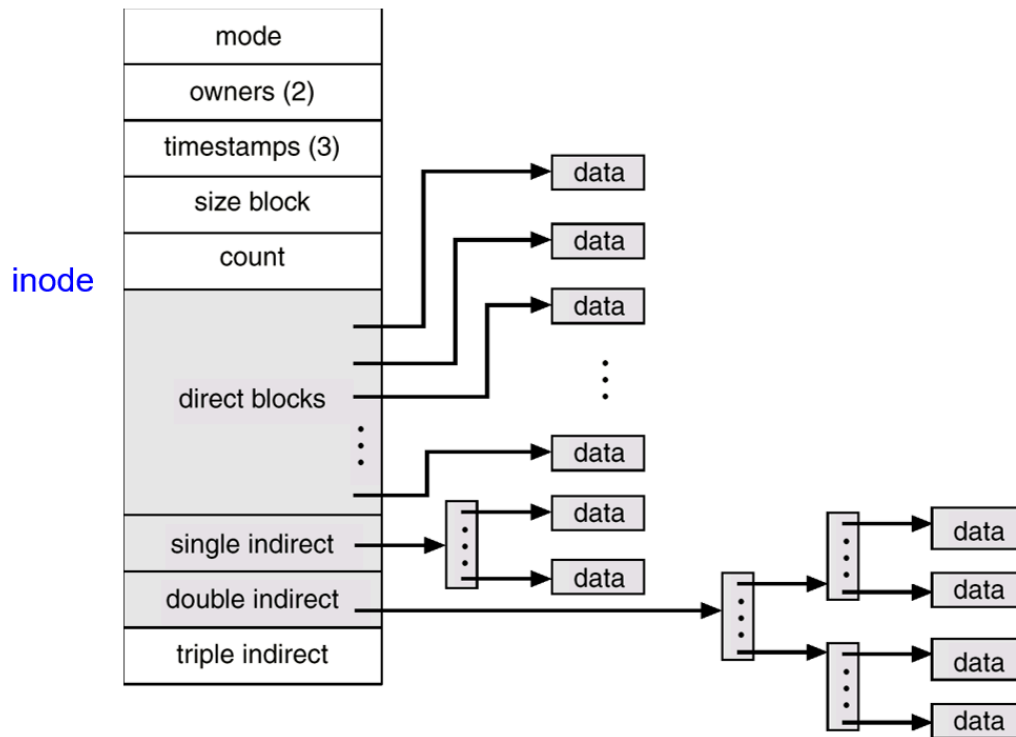 mode
owners (2)
timestamps (3)
size block
count
inode
direct blocks
single indirect
double indirect
triple indirect
data
data
data
data
data
data
data
data
data
data